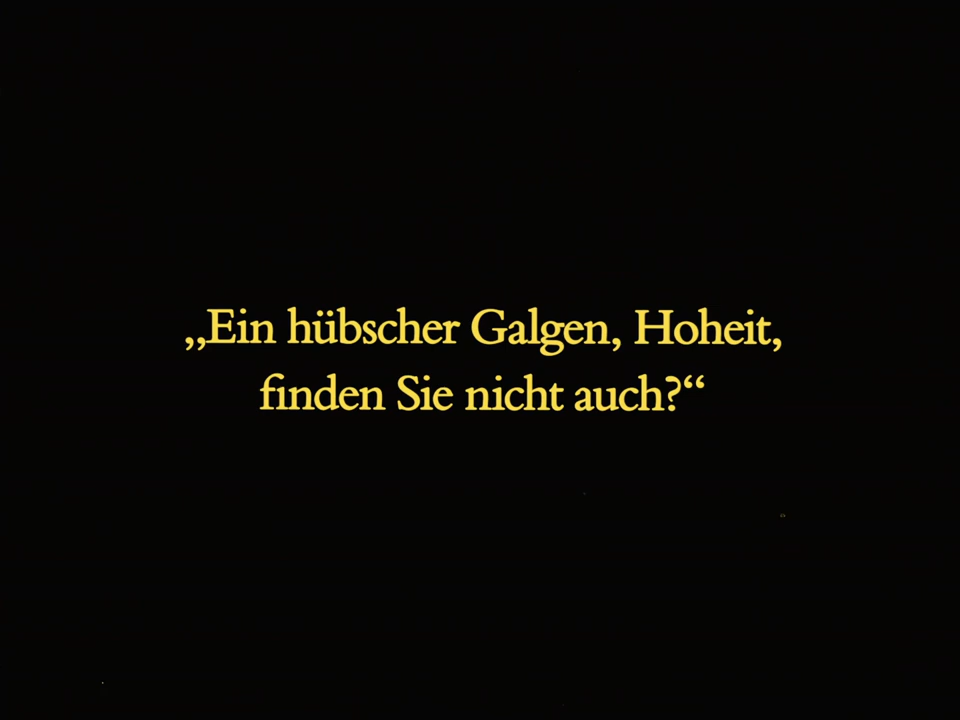 „Ein hübscher Galgen, Hoheit,
finden Sie nicht auch?“